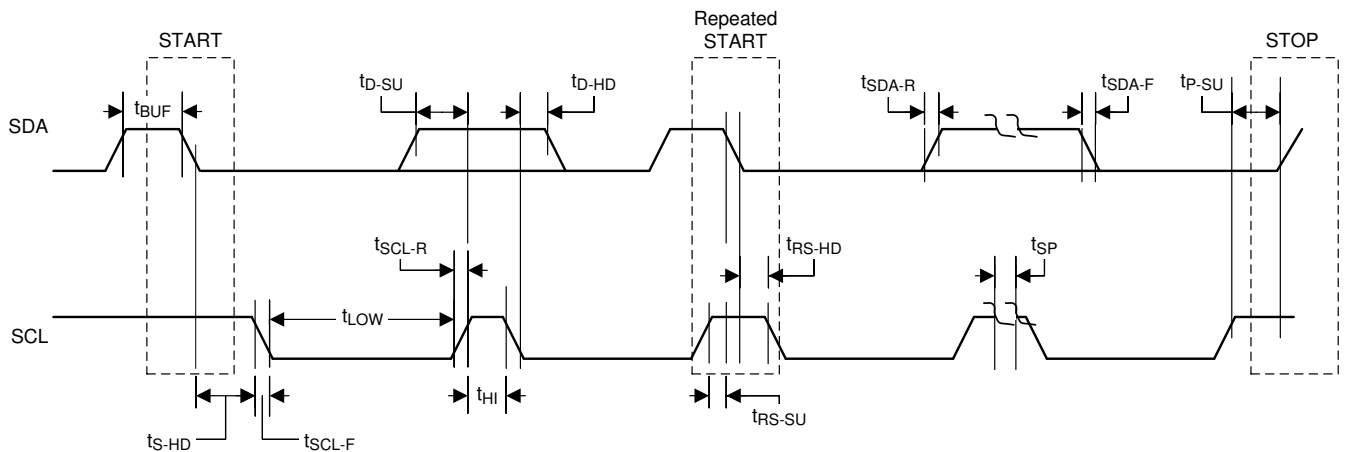 START
Repeated
START
STOP
tBUF
tD-SU
tD-HD
tSDA-R
tSDA-F
tP-SU
SDA
tSCL-R
tRS-HD
tSP
SCL
tLOW
tHI
tRS-SU
tS-HD
tSCL-F